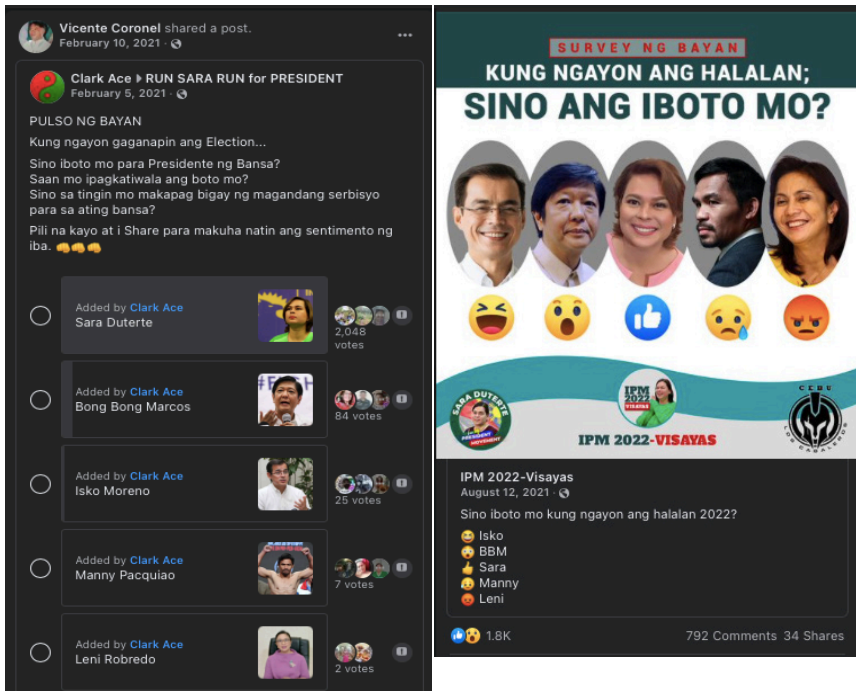 Vicente Coronel shared a post.
February 10, 2021 ·
Clark Ace ▸ RUN SARA RUN for PRESIDENT
February 5, 2021 ·
PULSO NG BAYAN
Kung ngayon gaganapin ang Election...
Sino iboto mo para Presidente ng Bansa?
Saan mo ipagkatiwala ang boto mo?
Sino sa tingin mo makapag bigay ng magandang serbisyo
para sa ating bansa?
Pili na kayo at i Share para makuha natin ang sentimento ng
iba. 👊👊👊
Added by Clark Ace
Sara Duterte
2,048
votes
Added by Clark Ace
Bong Bong Marcos
84 votes
Added by Clark Ace
Isko Moreno
25 votes
Added by Clark Ace
Manny Pacquiao
7 votes
Added by Clark Ace
Leni Robredo
2 votes
SURVEY NG BAYAN
KUNG NGAYON ANG HALALAN;
SINO ANG IBOTO MO?
SARA DUTERTE
PRESIDENT
MOVEMENT
IPM
2022
VISAYAS
IPM 2022-VISAYAS
CEBU
LOS CABALLEROS
IPM 2022-Visayas
August 12, 2021 ·
Sino iboto mo kung ngayon ang halalan 2022?
😆 Isko
😲 BBM
👍 Sara
😥 Manny
😡 Leni
1.8K
792 Comments 34 Shares